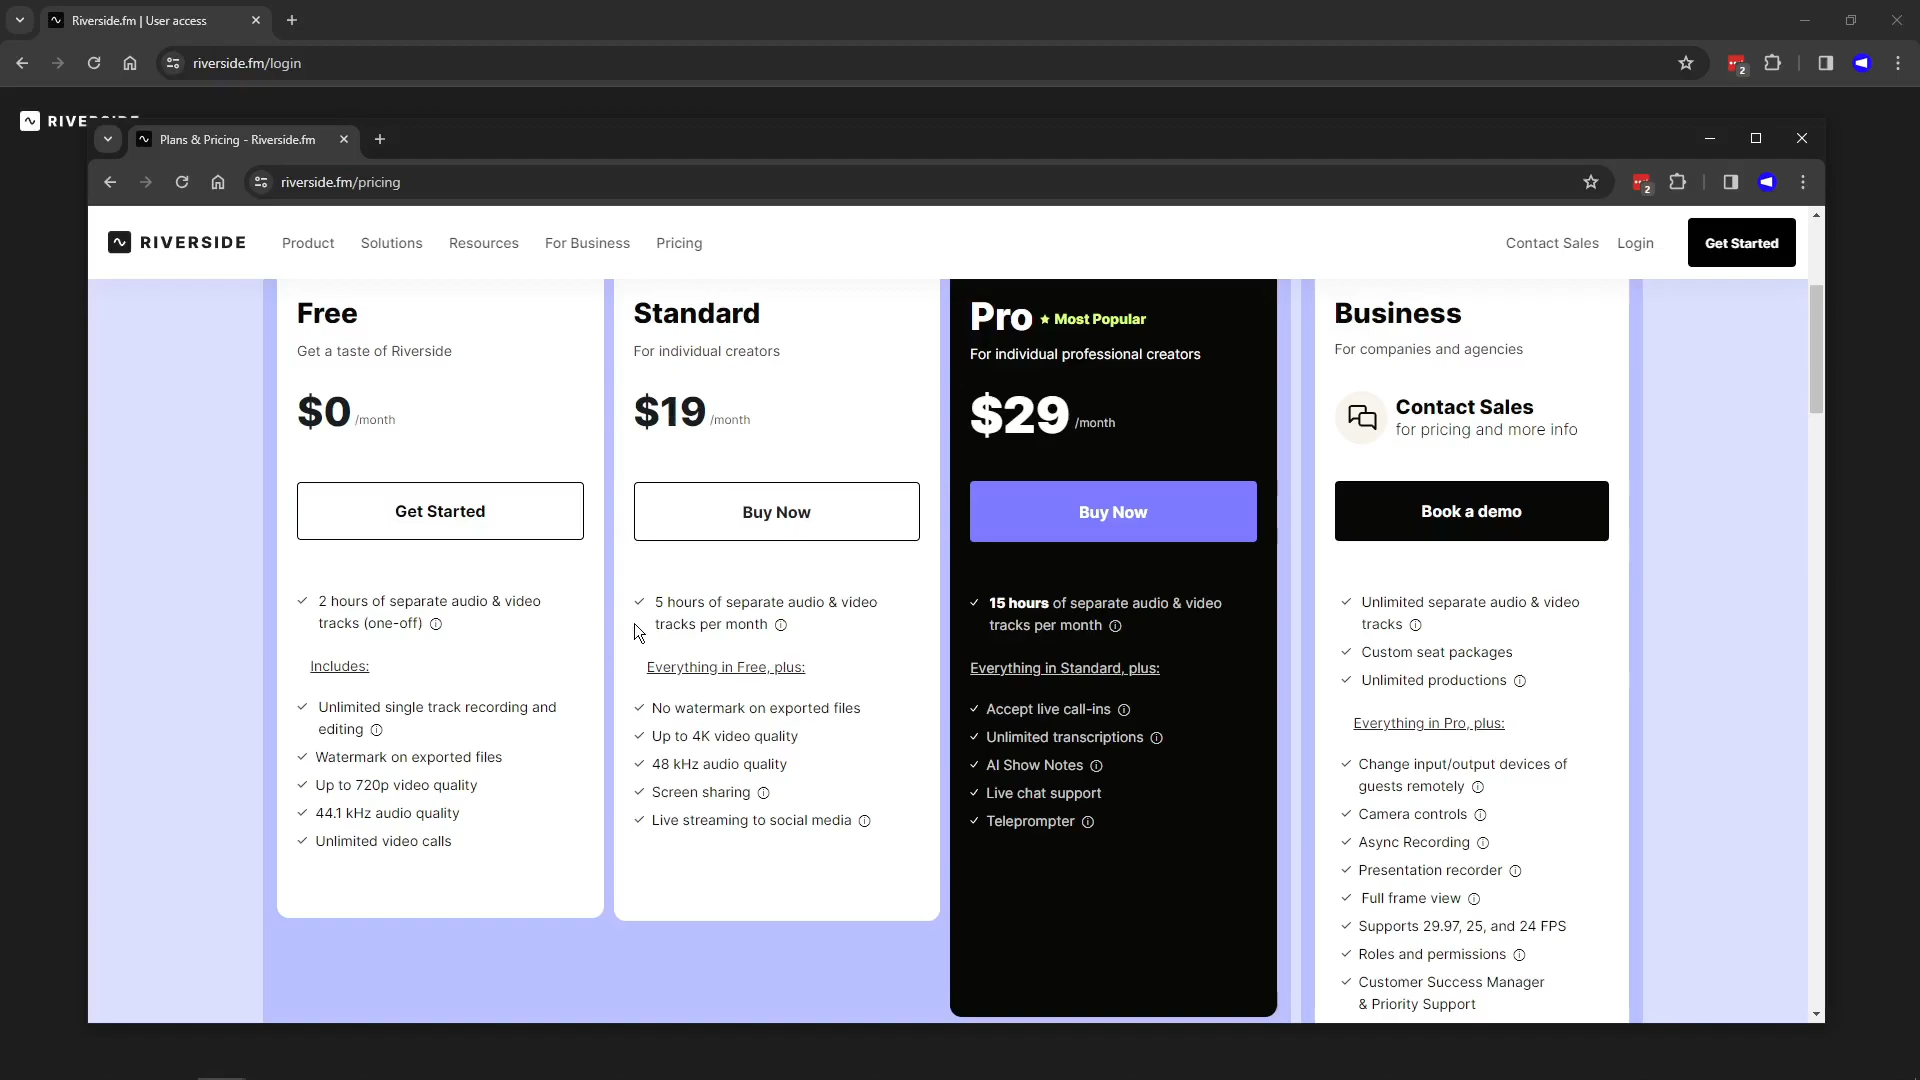 Riverside.fm | User access
riverside.fm/login
2
RIVERSIDE
Plans & Pricing - Riverside.fm
riverside.fm/pricing
2
RIVERSIDE
Product
Solutions
Resources
For Business
Pricing
Contact Sales
Login
Get Started
Free
Get a taste of Riverside
$0 /month
Get Started
2 hours of separate audio & video
tracks (one-off)
Includes:
Unlimited single track recording and
editing
Watermark on exported files
Up to 720p video quality
44.1 kHz audio quality
Unlimited video calls
Standard
For individual creators
$19 /month
Buy Now
5 hours of separate audio & video
tracks per month
Everything in Free, plus:
No watermark on exported files
Up to 4K video quality
48 kHz audio quality
Screen sharing
Live streaming to social media
Pro ★ Most Popular
For individual professional creators
$29 /month
Buy Now
15 hours of separate audio & video
tracks per month
Everything in Standard, plus:
Accept live call-ins
Unlimited transcriptions
AI Show Notes
Live chat support
Teleprompter
Business
For companies and agencies
Contact Sales
for pricing and more info
Book a demo
Unlimited separate audio & video
tracks
Custom seat packages
Unlimited productions
Everything in Pro, plus:
Change input/output devices of
guests remotely
Camera controls
Async Recording
Presentation recorder
Full frame view
Supports 29.97, 25, and 24 FPS
Roles and permissions
Customer Success Manager
& Priority Support